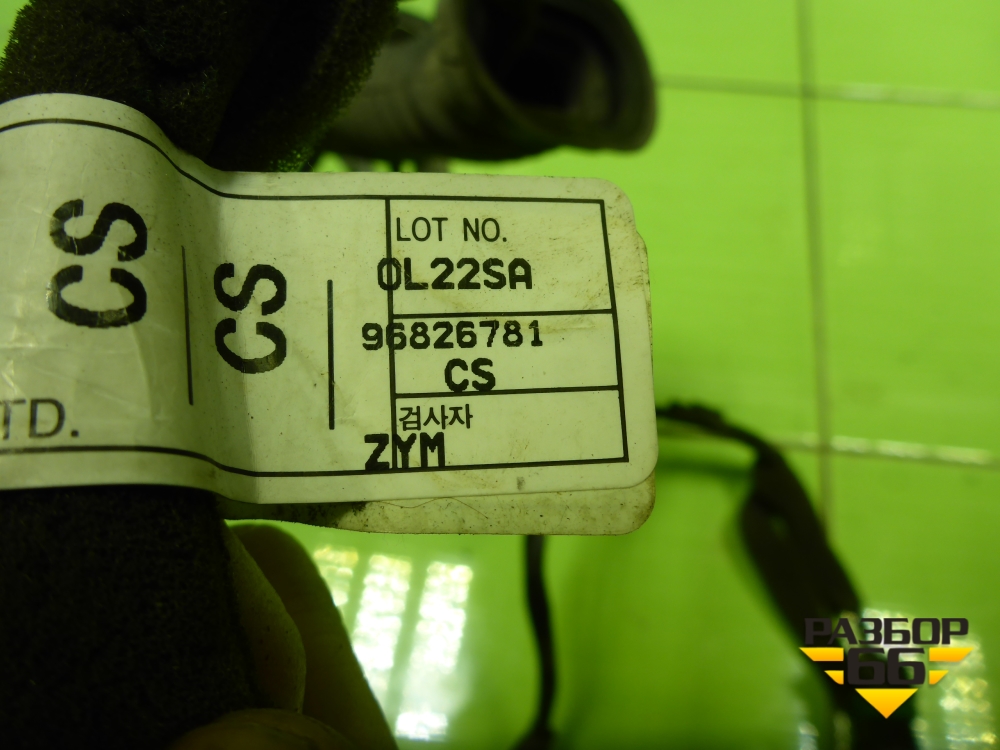 CS
CS
TD.
LOT NO.
0L22SA
96826781
CS
검사자
ZYM
РАЗБОР
66